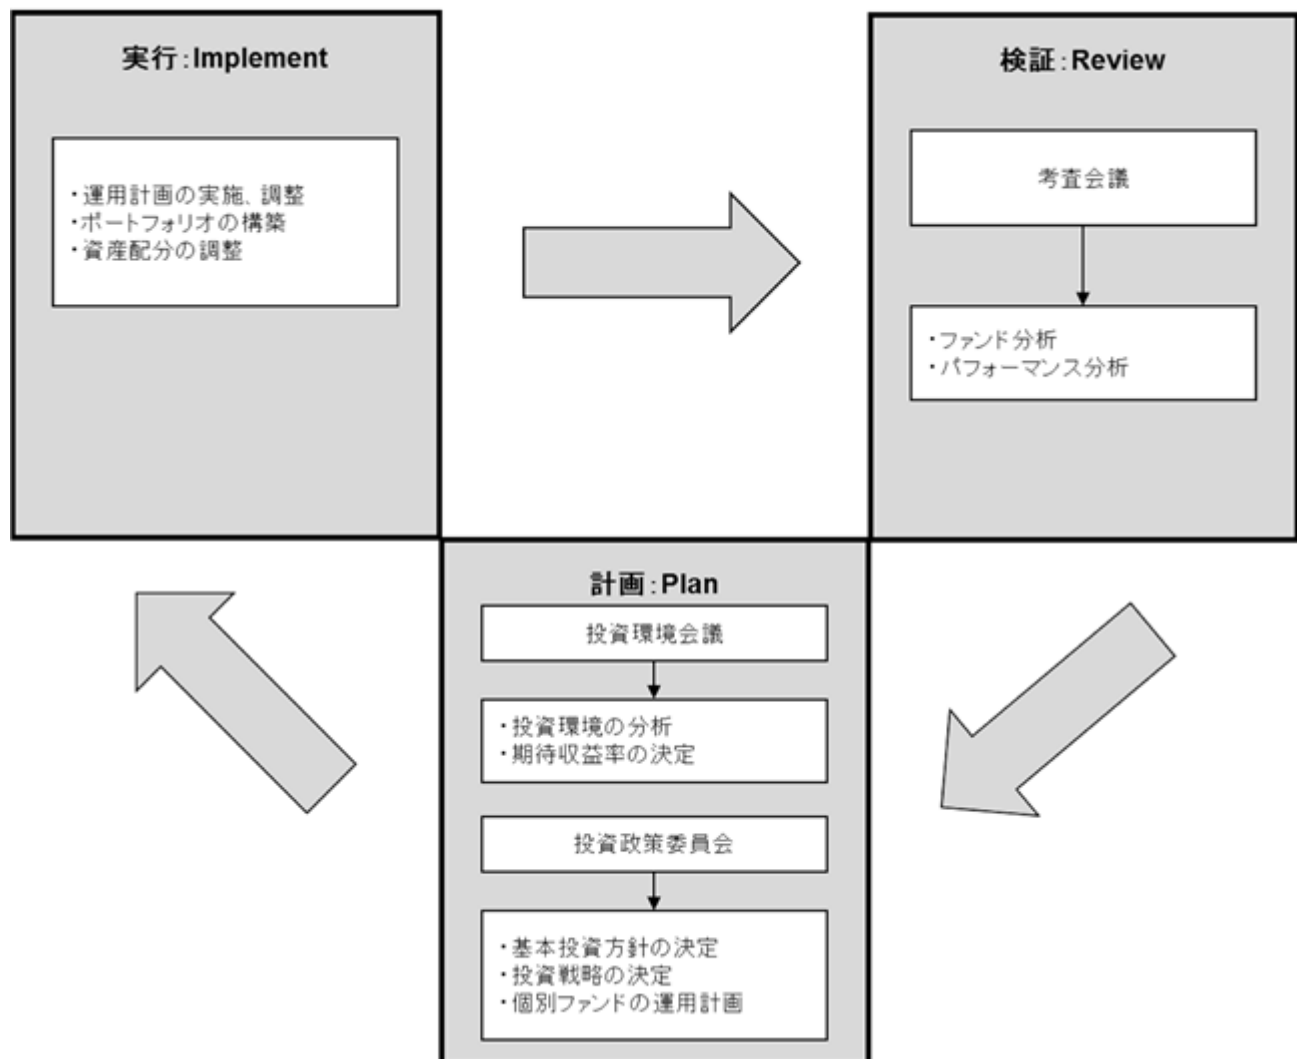 実行：Implement
・運用計画の実施、調整
・ポートフォリオの構築
・資産配分の調整
検証：Review
考査会議
・ファンド分析
・パフォーマンス分析
計画：Plan
投資環境会議
・投資環境の分析
・期待収益率の決定
投資政策委員会
・基本投資方針の決定
・投資戦略の決定
・個別ファンドの運用計画